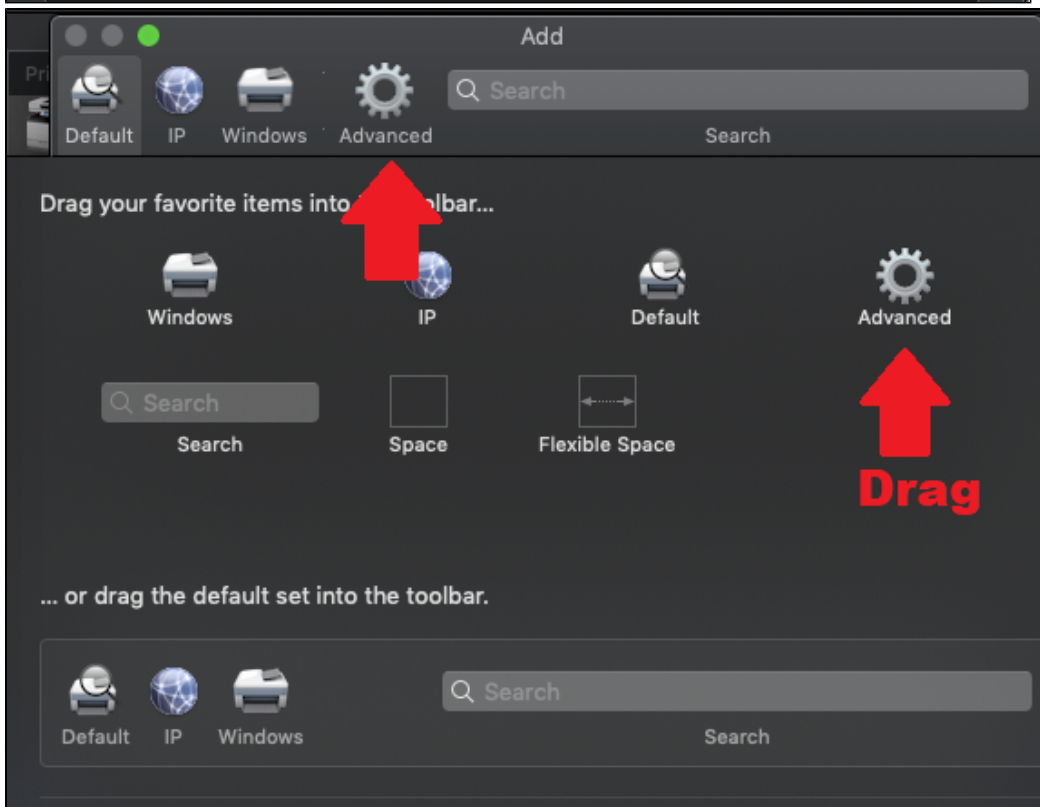 Add
Pri
Search
Default IP Windows Advanced Search
Drag your favorite items into olbar...
Windows IP Default Advanced
Search
Search Space Flexible Space
Drag
... or drag the default set into the toolbar.
Search
Default IP Windows Search